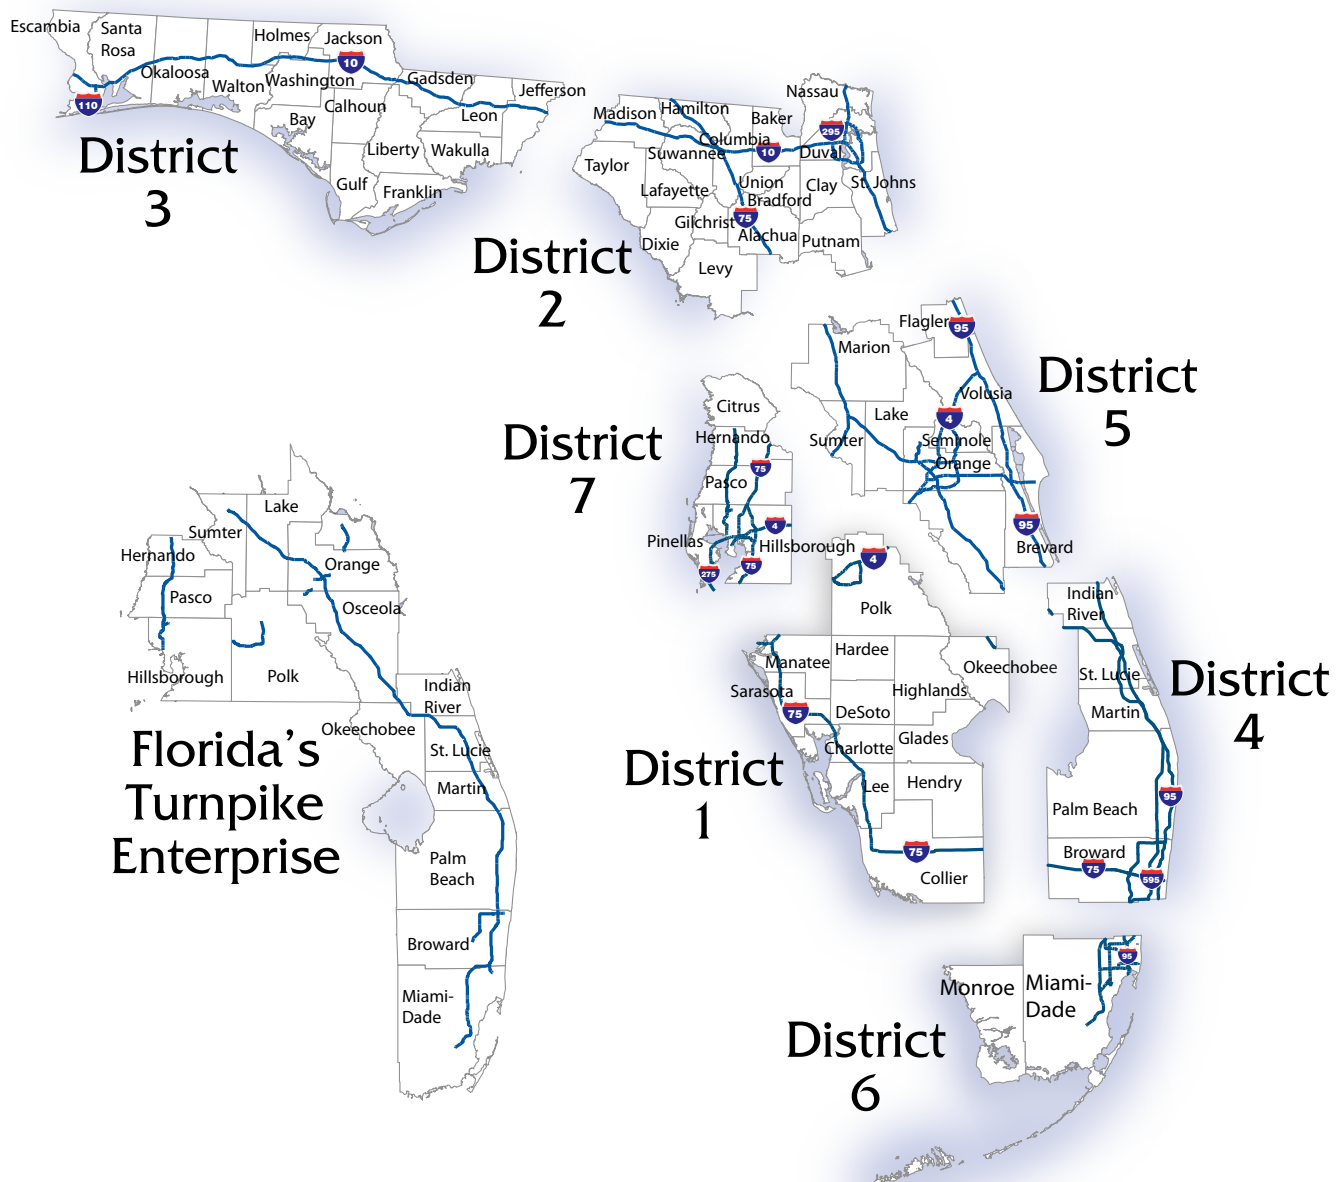 Escambia
Santa
Rosa
Okaloosa
Walton
Holmes
Washington
Jackson
10
110
Bay
Calhoun
Gulf
Liberty
Gadsden
Leon
Wakulla
Franklin
Jefferson
District
3
Madison
Hamilton
Taylor
Suwannee
Lafayette
Columbia
Baker
Nassau
295
10
Duval
Union
Bradford
Clay
St. Johns
Gilchrist
75
Alachua
Putnam
Dixie
Levy
District
2
Flagler
95
Marion
Volusia
Lake
4
Sumter
Seminole
Orange
95
Brevard
District
5
Citrus
Hernando
75
Pasco
4
Pinellas
Hillsborough
275
75
District
7
4
Polk
Hardee
Manatee
Okeechobee
Sarasota
Highlands
75
DeSoto
Charlotte
Glades
Lee
Hendry
75
Collier
District
1
Indian
River
St. Lucie
Martin
95
Palm Beach
Broward
75
595
District
4
95
Monroe
Miami-
Dade
District
6
Lake
Sumter
Hernando
Orange
Pasco
Osceola
Hillsborough
Polk
Indian
River
Okeechobee
St. Lucie
Martin
Palm
Beach
Broward
Miami-
Dade
Florida’s
Turnpike
Enterprise